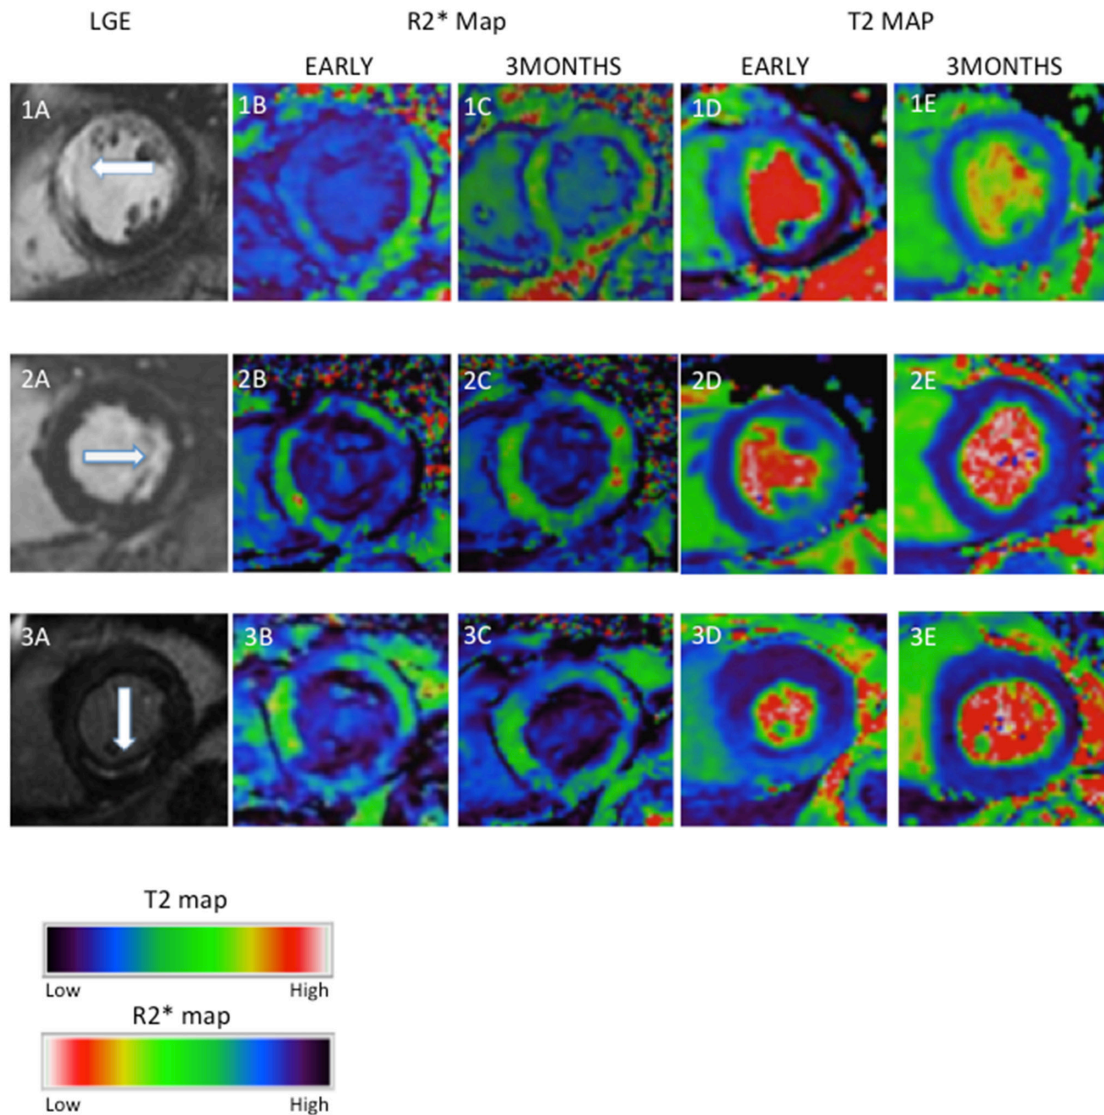 LGE R2* Map T2 MAP
EARLY 3MONTHS EARLY 3MONTHS
1A 1B 1C 1D 1E
2A 2B 2C 2D 2E
3A 3B 3C 3D 3E
T2 map
Low High
R2* map
Low High